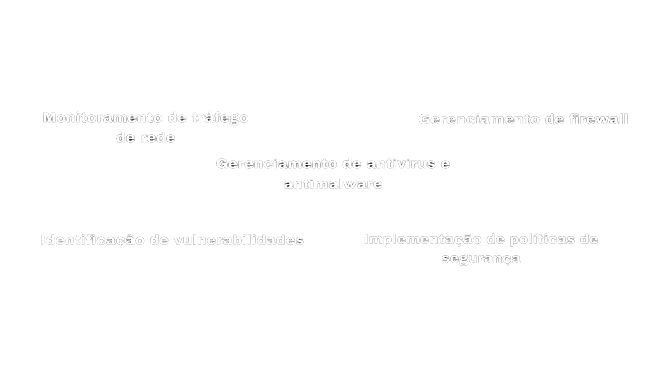 Monitoramento de tráfego
de rede
Gerenciamento de firewall
Gerenciamento de antivírus e
antimalware
Identificação de vulnerabilidades
Implementação de políticas de
segurança